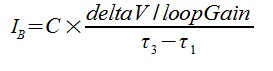 I_B = C × (deltaV / loopGain) / (τ_3 − τ_1)